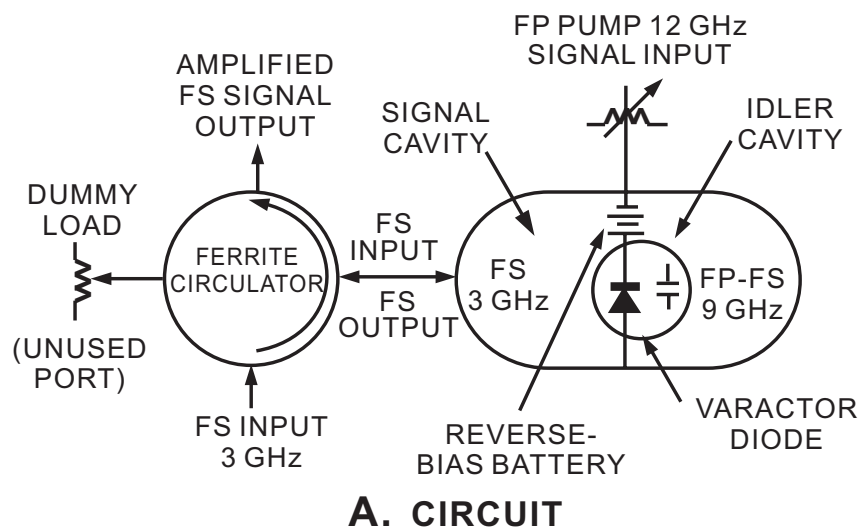 FP PUMP 12 GHz
SIGNAL INPUT
AMPLIFIED
FS SIGNAL
OUTPUT
SIGNAL
CAVITY
IDLER
CAVITY
DUMMY
LOAD
FERRITE
CIRCULATOR
FS
INPUT
FS
OUTPUT
FS
3 GHz
FP-FS
9 GHz
(UNUSED
PORT)
FS INPUT
3 GHz
REVERSE-
BIAS BATTERY
VARACTOR
DIODE
A. CIRCUIT